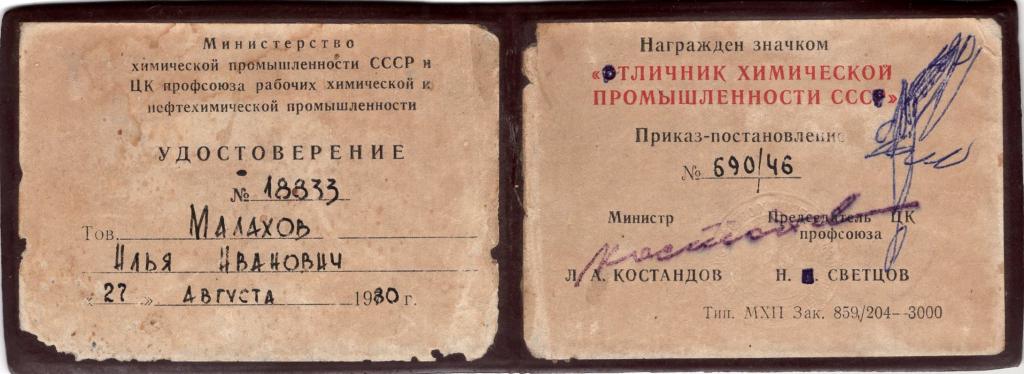 Министерство
химической промышленности СССР и
ЦК профсоюза рабочих химической и
нефтехимической промышленности
УДОСТОВЕРЕНИЕ
№ 18833
Тов. Малахов
Илья Иванович
"27" августа 1980 г.
Награжден значком
«ОТЛИЧНИК ХИМИЧЕСКОЙ
ПРОМЫШЛЕННОСТИ СССР»
Приказ-постановление
№ 690/46
Министр
Председатель ЦК
профсоюза
Костандов
Л. А. КОСТАНДОВ
Н. СВЕТЦОВ
Тип. МХП Зак. 859/204--3000